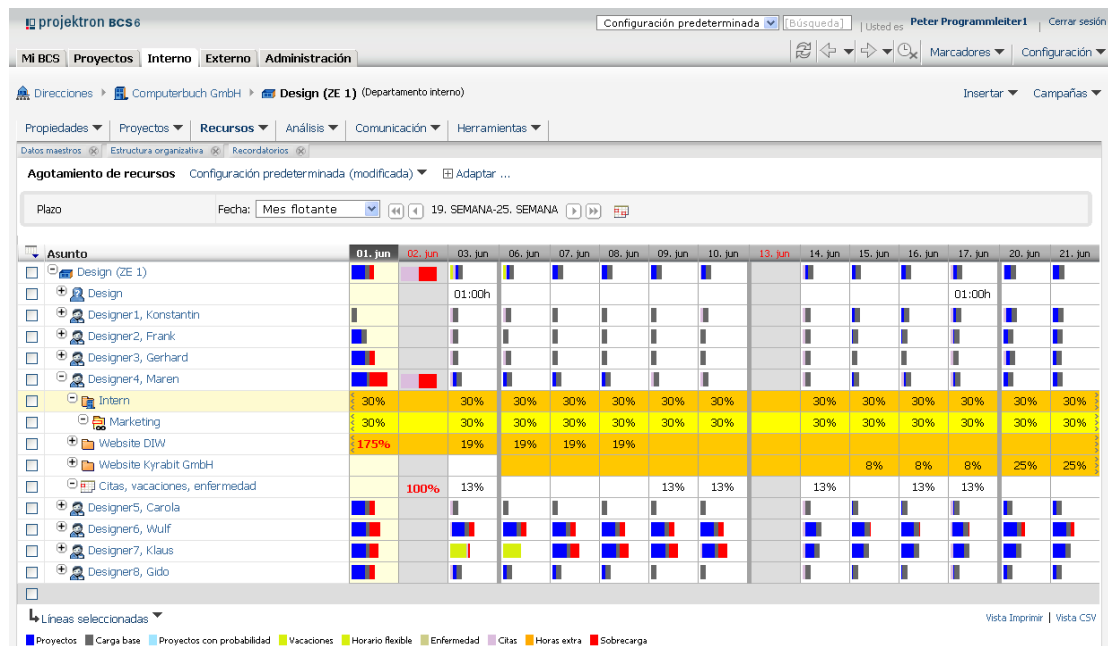 projektron BCS6 Configuración predeterminada [Búsqueda] | Usted es Peter Programmleiter1 | Cerrar sesión
Mi BCS Proyectos Interno Externo Administración Marcadores Configuración
Direcciones Computerbuch GmbH Design (ZE 1) (Departamento interno) Insertar Campañas
Propiedades Proyectos Recursos Análisis Comunicación Herramientas
Datos maestros Estructura organizativa Recordatorios
Agotamiento de recursos Configuración predeterminada (modificada) Adaptar ...
Plazo Fecha: Mes flotante 19. SEMANA-25. SEMANA
Asunto 01. jun 02. jun 03. jun 06. jun 07. jun 08. jun 09. jun 10. jun 13. jun 14. jun 15. jun 16. jun 17. jun 20. jun 21. jun
Design (ZE 1)
Design 01:00h 01:00h
Designer1, Konstantin
Designer2, Frank
Designer3, Gerhard
Designer4, Maren
Intern 30% 30% 30% 30% 30% 30% 30% 30% 30% 30% 30% 30% 30%
Marketing 30% 30% 30% 30% 30% 30% 30% 30% 30% 30% 30% 30% 30%
Website DIW 175% 19% 19% 19% 19%
Website Kyrabit GmbH 8% 8% 8% 25% 25%
Citas, vacaciones, enfermedad 100% 13% 13% 13% 13% 13% 13%
Designer5, Carola
Designer6, Wulf
Designer7, Klaus
Designer8, Gido
Líneas seleccionadas Vista Imprimir | Vista CSV
Proyectos Carga base Proyectos con probabilidad Vacaciones Horario flexible Enfermedad Citas Horas extra Sobrecarga